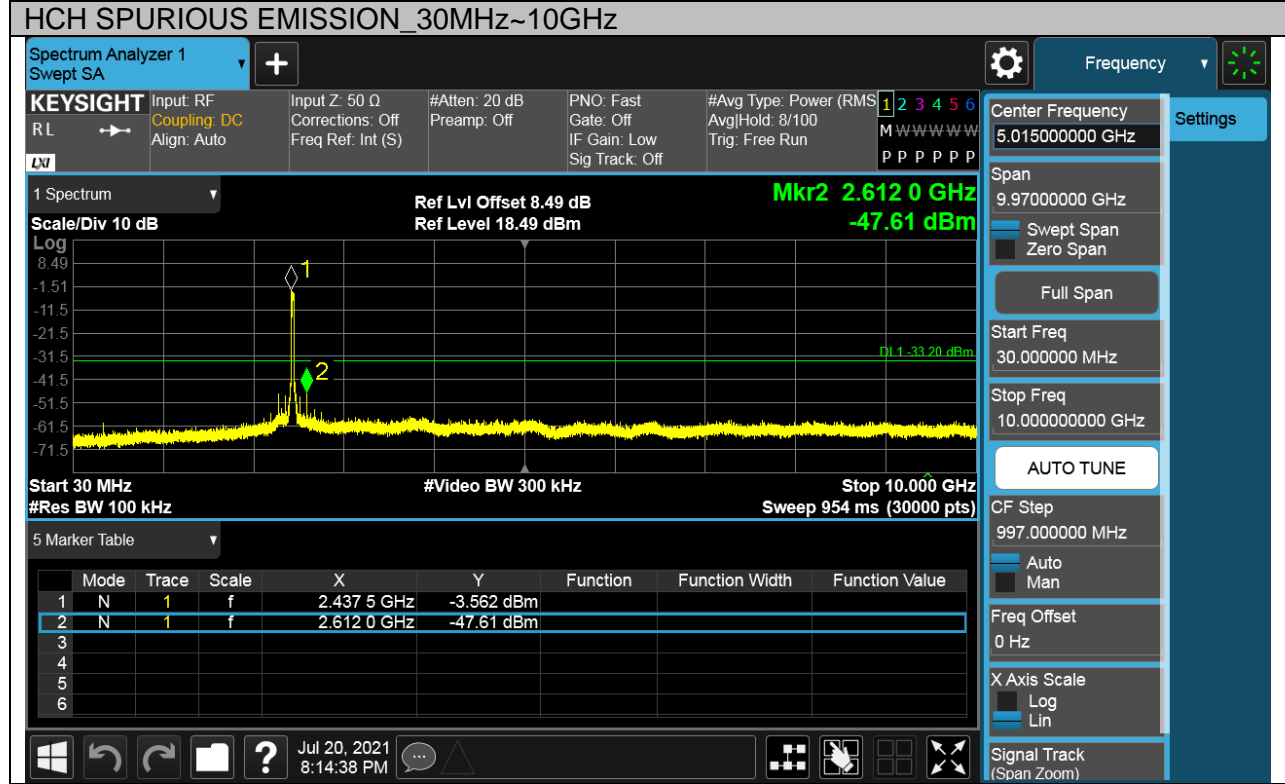 HCH SPURIOUS EMISSION_30MHz~10GHz
Spectrum Analyzer 1
Swept SA
Frequency
KEYSIGHT
RL
LXI
Input: RF
Coupling: DC
Align: Auto
Input Z: 50 Ω
Corrections: Off
Freq Ref: Int (S)
#Atten: 20 dB
Preamp: Off
PNO: Fast
Gate: Off
IF Gain: Low
Sig Track: Off
#Avg Type: Power (RMS
Avg|Hold: 8/100
Trig: Free Run
1 2 3 4 5 6
M W W W W W
P P P P P P
1 Spectrum
Scale/Div 10 dB
Ref Lvl Offset 8.49 dB
Ref Level 18.49 dBm
Mkr2 2.612 0 GHz
-47.61 dBm
Log
8.49
-1.51
-11.5
-21.5
-31.5
-41.5
-51.5
-61.5
-71.5
1
2
DL1 -33.20 dBm
Start 30 MHz
#Video BW 300 kHz
Stop 10.000 GHz
#Res BW 100 kHz
Sweep 954 ms (30000 pts)
5 Marker Table
Mode Trace Scale X Y Function Function Width Function Value
1 N 1 f 2.437 5 GHz -3.562 dBm
2 N 1 f 2.612 0 GHz -47.61 dBm
3
4
5
6
Jul 20, 2021
8:14:38 PM
Center Frequency
5.015000000 GHz
Settings
Span
9.97000000 GHz
Swept Span
Zero Span
Full Span
Start Freq
30.000000 MHz
Stop Freq
10.000000000 GHz
AUTO TUNE
CF Step
997.000000 MHz
Auto
Man
Freq Offset
0 Hz
X Axis Scale
Log
Lin
Signal Track
(Span Zoom)